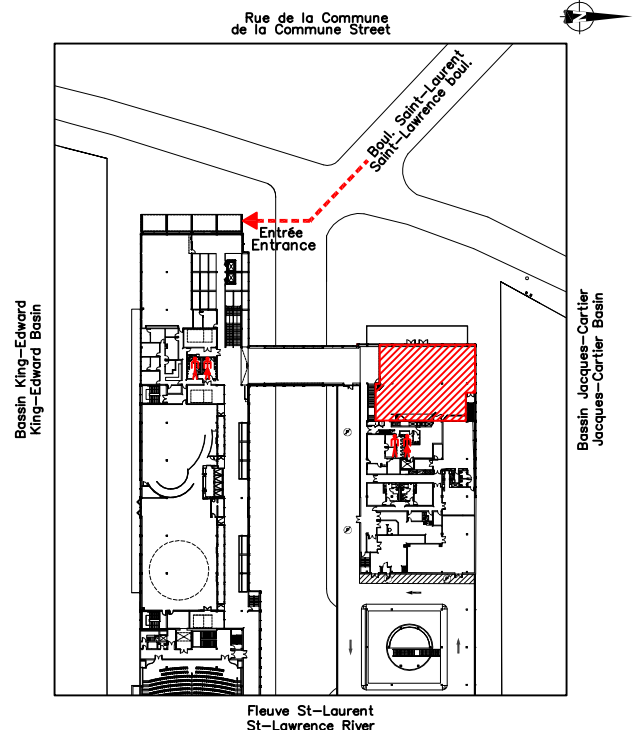 Rue de la Commune
de la Commune Street
N
Boul. Saint-Laurent
Saint-Lawrence boul.
Entrée
Entrance
Bassin King-Edward
King-Edward Basin
Bassin Jacques-Cartier
Jacques-Cartier Basin
Fleuve St-Laurent
St-Lawrence River